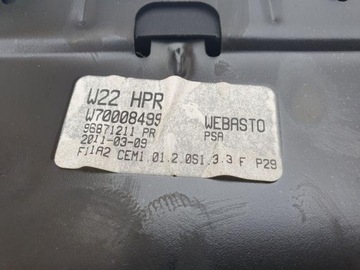 W22 HPR
W70008499 WEBASTO
96871211 PR PSA
2011-03-09
F11A2 CEM1.01.2.0S1.3.3 F P29